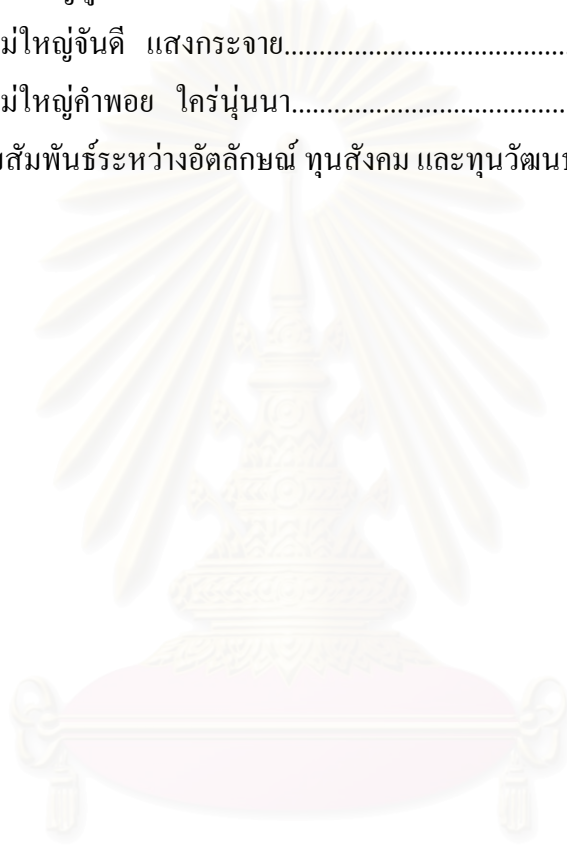 ม่ใหญ่จันดี แสงกระจาย........................................
ม่ใหญ่คำพอย ใคร่นุ่นนา........................................
มสัมพันธ์ระหว่างอัตลักษณ์ ทุนสังคม และทุนวัฒน